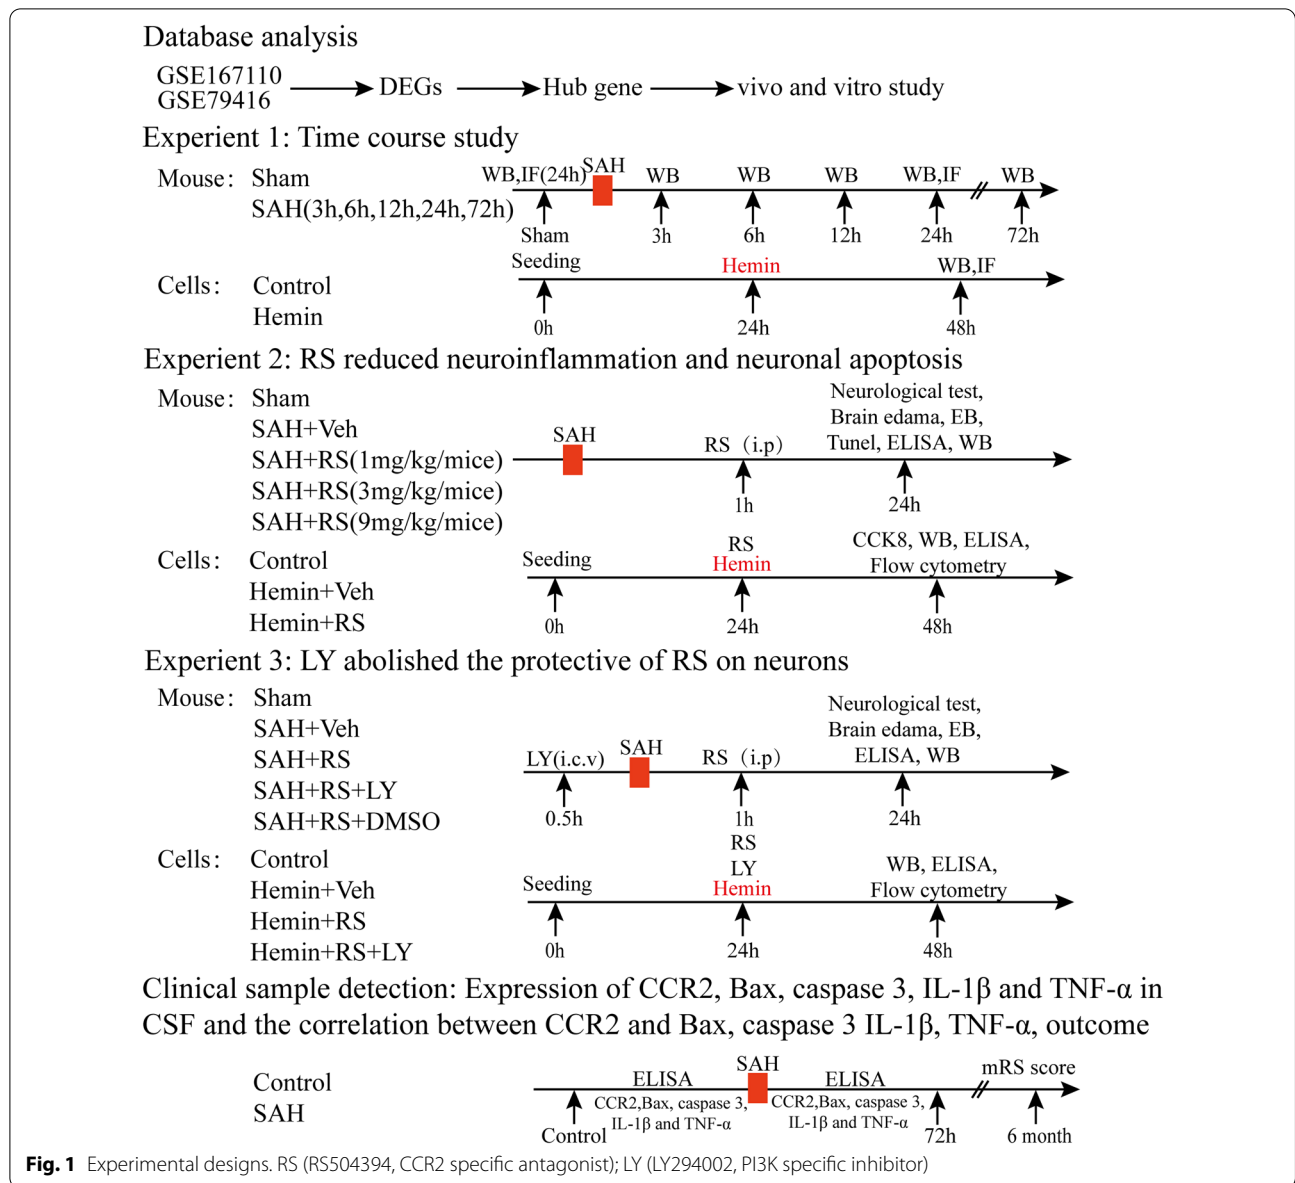 Database analysis
GSE167110
GSE79416
DEGs
Hub gene
vivo and vitro study
Experient 1: Time course study
Mouse: Sham
SAH(3h,6h,12h,24h,72h)
WB,IF(24h)
SAH
WB
WB
WB
WB,IF
WB
Sham
3h
6h
12h
24h
72h
Cells: Control
Hemin
Seeding
Hemin
WB,IF
0h
24h
48h
Experient 2: RS reduced neuroinflammation and neuronal apoptosis
Mouse: Sham
SAH+Veh
SAH+RS(1mg/kg/mice)
SAH+RS(3mg/kg/mice)
SAH+RS(9mg/kg/mice)
SAH
RS (i.p)
Neurological test,
Brain edama, EB,
Tunel, ELISA, WB
1h
24h
Cells: Control
Hemin+Veh
Hemin+RS
Seeding
RS
Hemin
CCK8, WB, ELISA,
Flow cytometry
0h
24h
48h
Experient 3: LY abolished the protective of RS on neurons
Mouse: Sham
SAH+Veh
SAH+RS
SAH+RS+LY
SAH+RS+DMSO
LY(i.c.v)
SAH
RS (i.p)
Neurological test,
Brain edama, EB,
ELISA, WB
0.5h
1h
24h
Cells: Control
Hemin+Veh
Hemin+RS
Hemin+RS+LY
Seeding
RS
LY
Hemin
WB, ELISA,
Flow cytometry
0h
24h
48h
Clinical sample detection: Expression of CCR2, Bax, caspase 3, IL-1β and TNF-α in
CSF and the correlation between CCR2 and Bax, caspase 3 IL-1β, TNF-α, outcome
Control
SAH
ELISA
CCR2,Bax, caspase 3,
IL-1β and TNF-α
SAH
ELISA
CCR2,Bax, caspase 3,
IL-1β and TNF-α
mRS score
Control
72h
6 month
Fig. 1 Experimental designs. RS (RS504394, CCR2 specific antagonist); LY (LY294002, PI3K specific inhibitor)